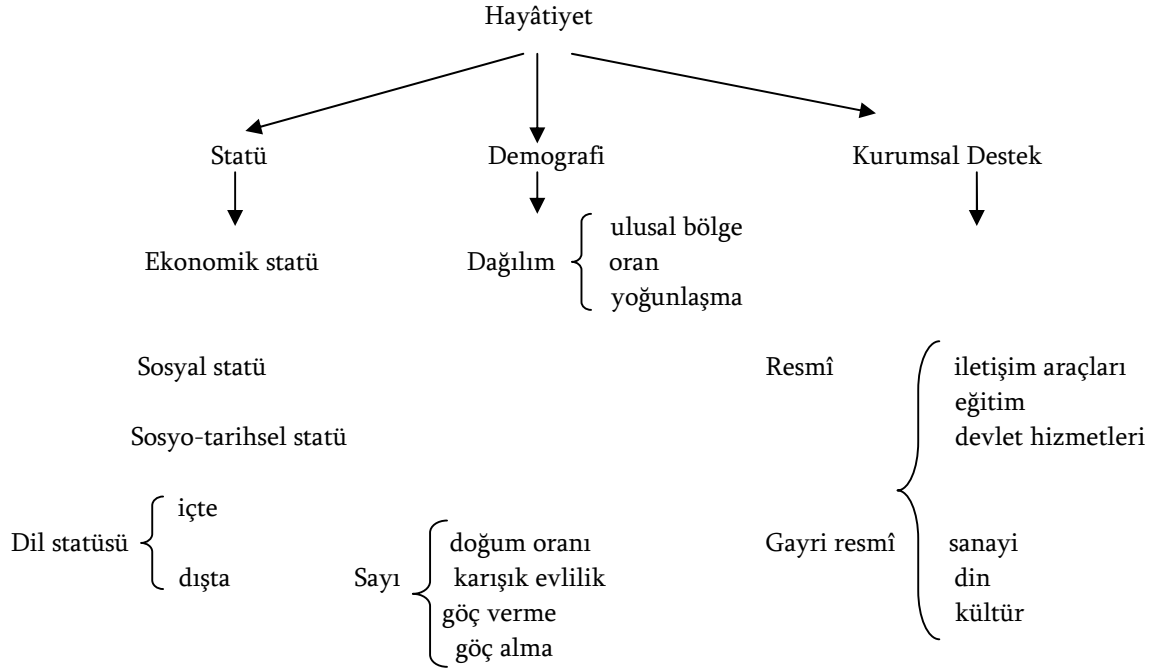 Hayâtiyet
Statü
Demografi
Kurumsal Destek
Ekonomik statü
Dağılım
ulusal bölge
oran
yoğunlaşma
Sosyal statü
Sosyo-tarihsel statü
Resmî
iletişim araçları
eğitim
devlet hizmetleri
Dil statüsü
içte
dışta
Sayı
doğum oranı
karışık evlilik
göç verme
göç alma
Gayri resmî
sanayi
din
kültür